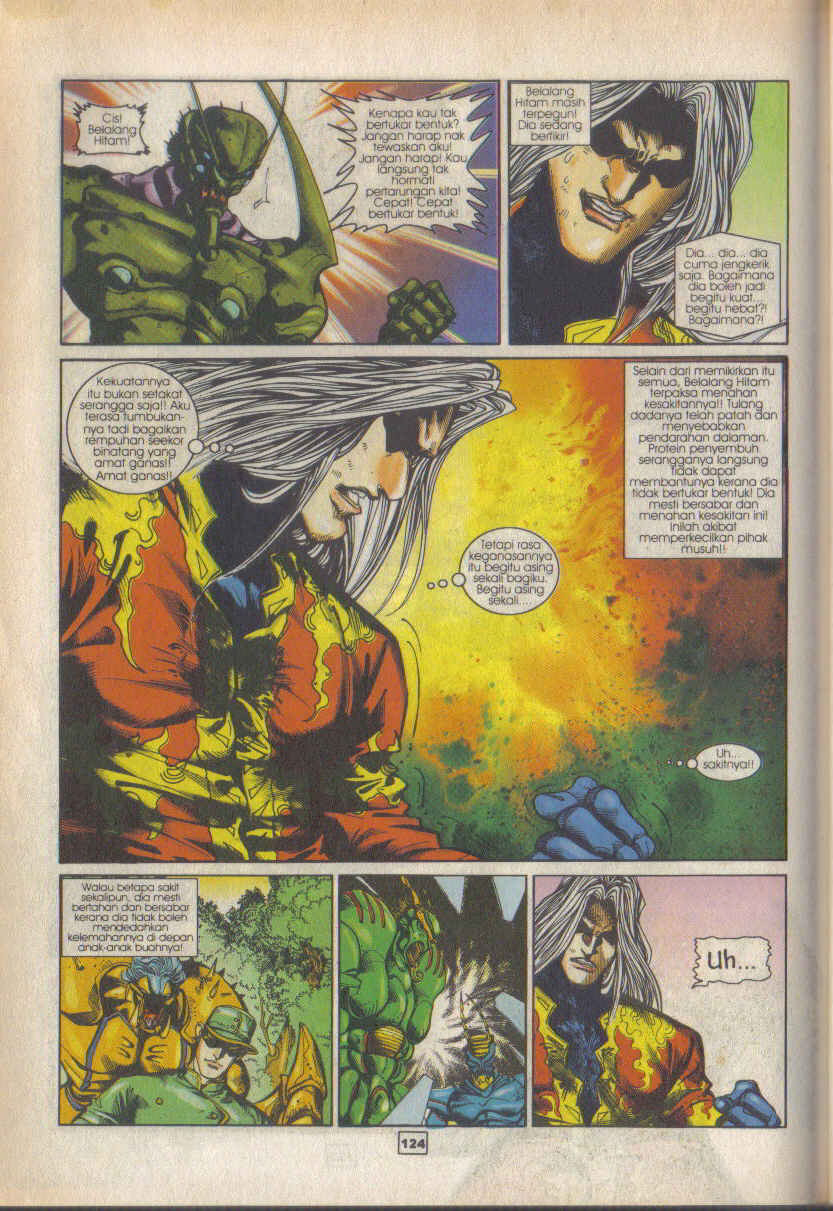 Cis!
Belalang
Hitam!
Kenapa kau tak
bertukar bentuk?
Jangan harap nak
tewaskan aku!
Jangan harap! Kau
langsung tak
hormati
pertarungan kita!
Cepat! Cepat
bertukar bentuk!
Belalang
Hitam masih
terpegun!
Dia sedang
berfikir!
Dia... dia... dia
cuma jengkerik
saja. Bagaimana
dia boleh jadi
begitu kuat...
begitu hebat?!
Bagaimana?!
Kekuatannya
itu bukan setakat
serangga saja!! Aku
terasa tumbukan-
nya tadi bagaikan
rempuhan seekor
binatang yang
amat ganas!!
Amat ganas!!
Selain dari memikirkan itu
semua, Belalang Hitam
terpaksa menahan
kesakitannya!! Tulang
dadanya telah patah dan
menyebabkan
pendarahan dalaman.
Protein penyembuh
serangganya langsung
tidak dapat
membantunya kerana dia
tidak bertukar bentuk! Dia
mesti bersabar dan
menahan kesakitan ini!
Inilah akibat
memperkecilkan pihak
musuh!!
Tetapi rasa
keganasannya
itu begitu asing
sekali bagiku.
Begitu asing
sekali....
Uh...
sakitnya!!
Walau betapa sakit
sekalipun, dia mesti
bertahan dan bersabar
kerana dia tidak boleh
mendedahkan
kelemahannya di depan
anak-anak buahnya!
Uh...
124